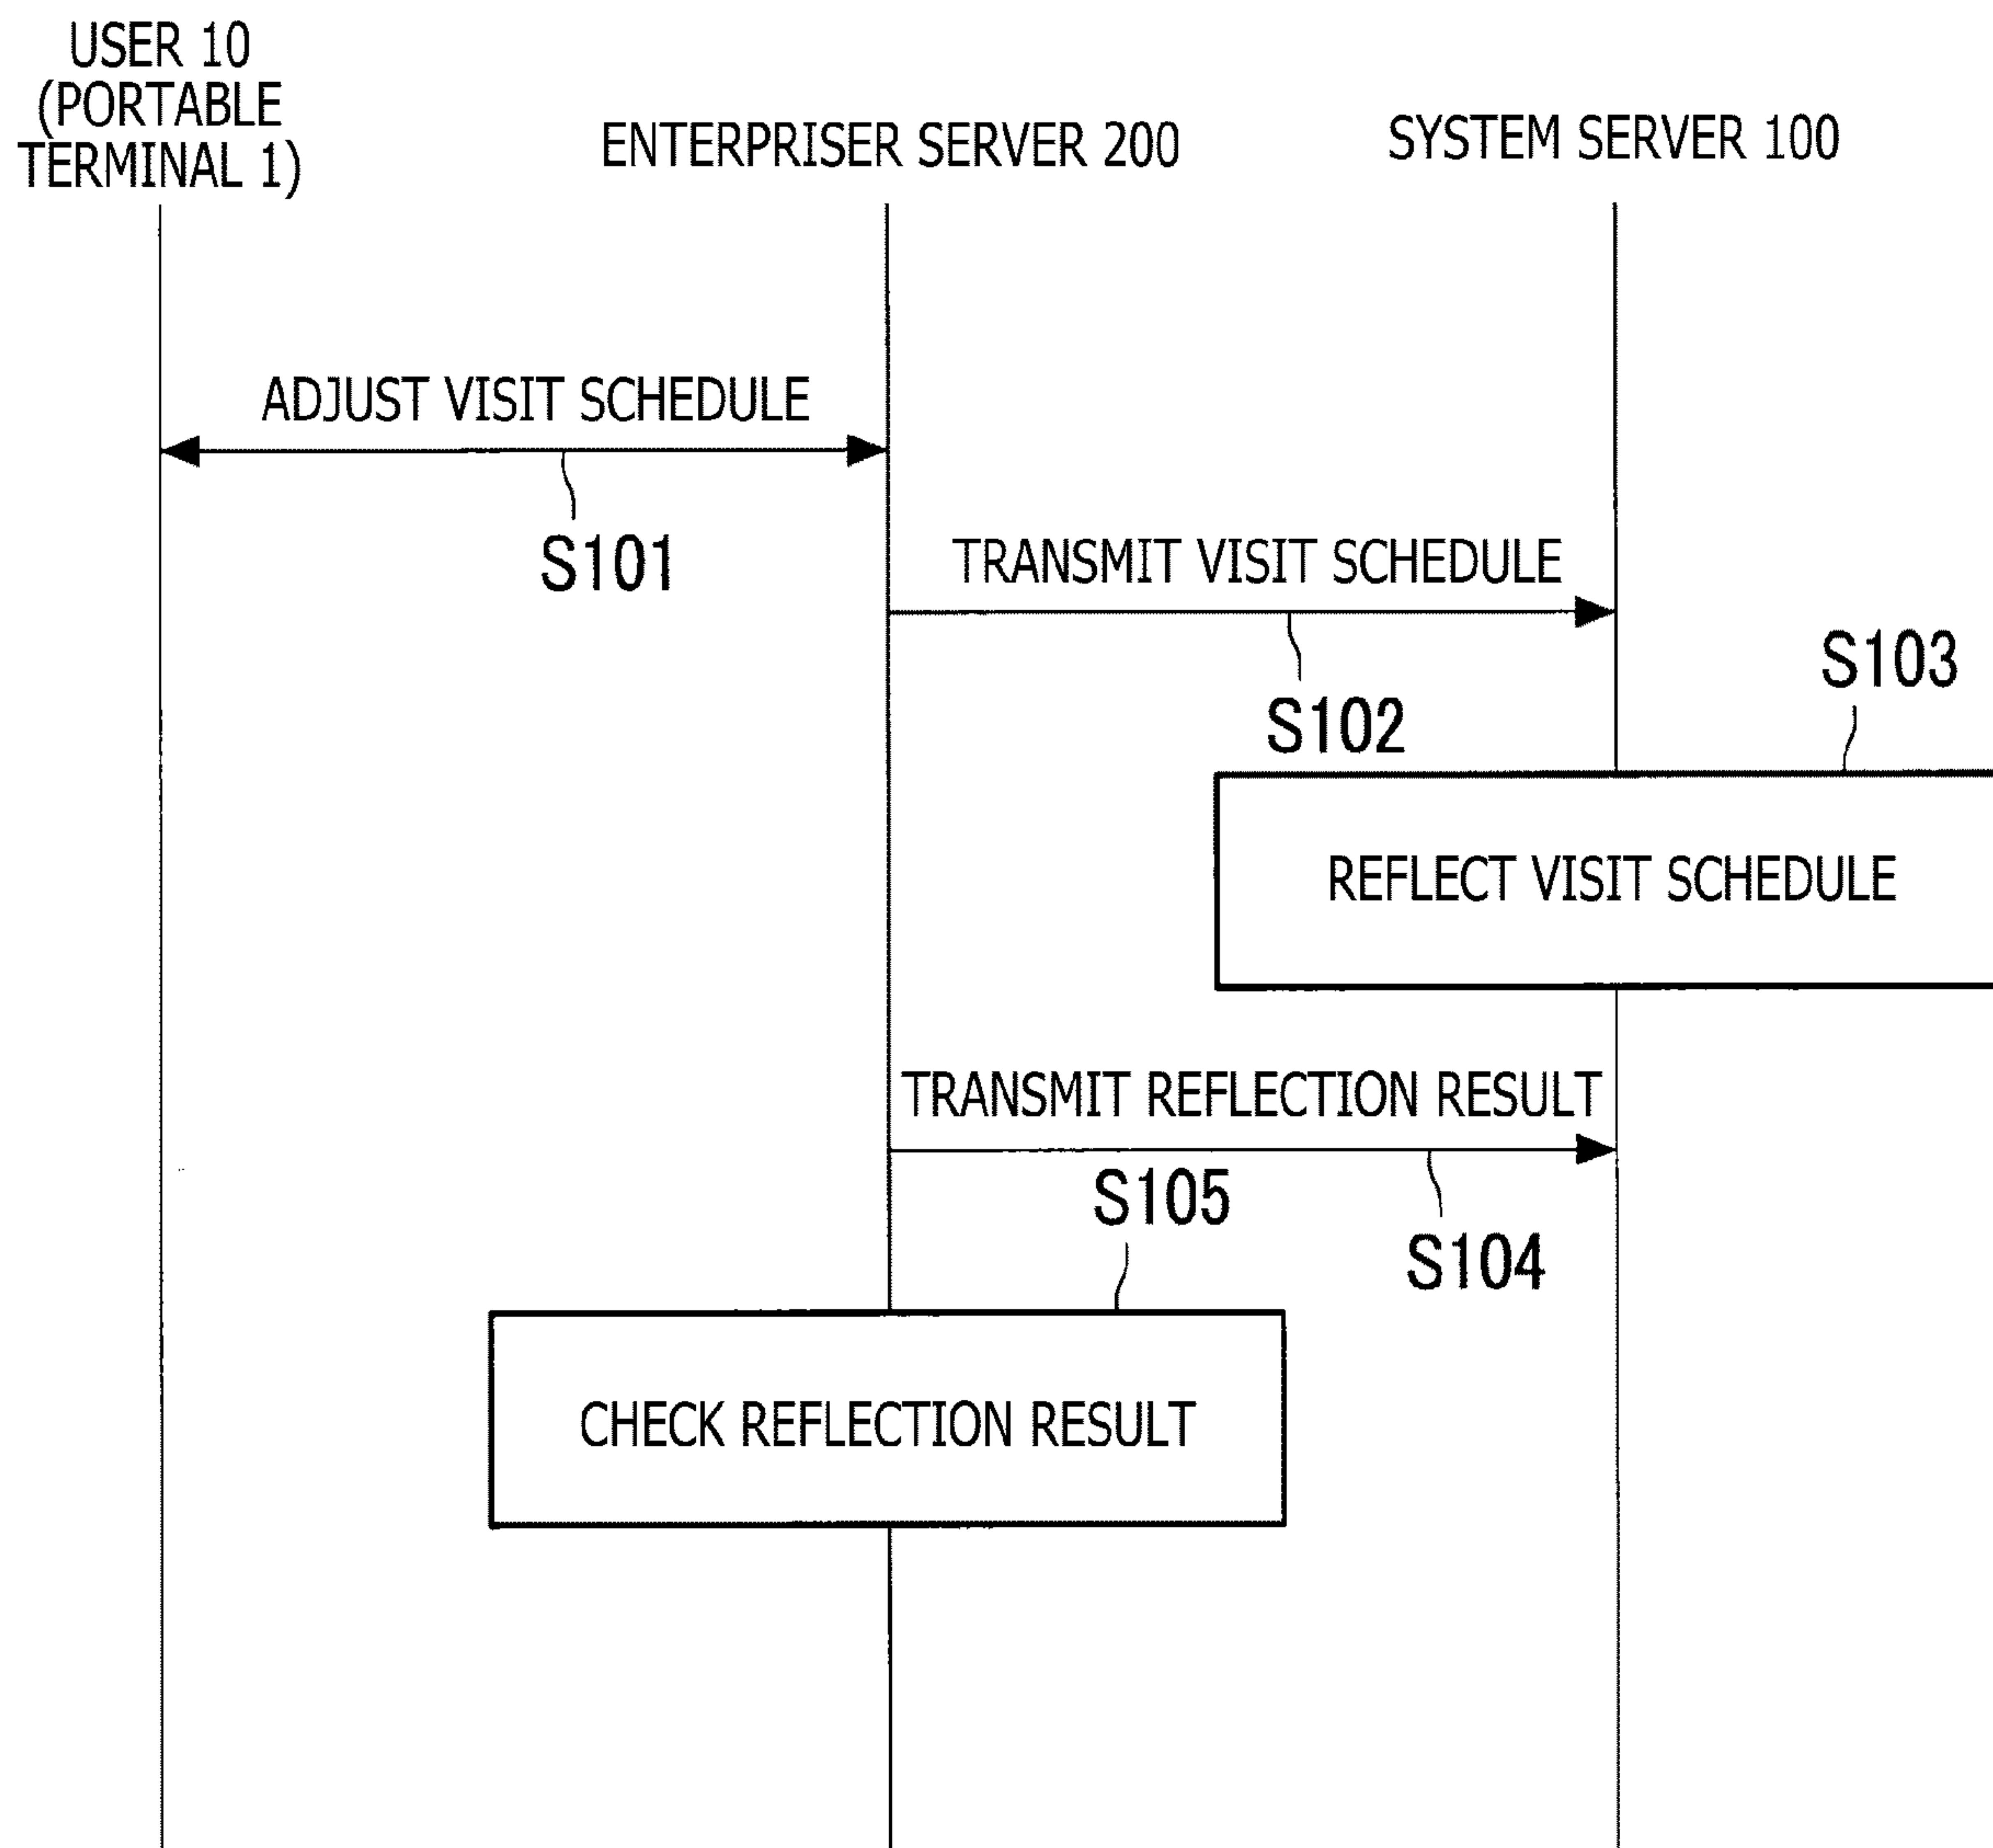 USER 10
(PORTABLE
TERMINAL 1)
ENTERPRISER SERVER 200
SYSTEM SERVER 100
ADJUST VISIT SCHEDULE
S101
TRANSMIT VISIT SCHEDULE
S102
S103
REFLECT VISIT SCHEDULE
TRANSMIT REFLECTION RESULT
S104
S105
CHECK REFLECTION RESULT